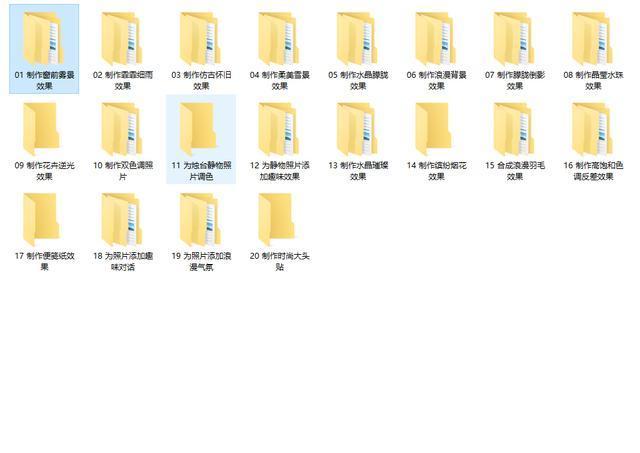 01 制作窗前雾景
效果
02 制作霏霏细雨
效果
03 制作仿古怀旧
效果
04 制作柔美雪景
效果
05 制作水晶朦胧
效果
06 制作浪漫背景
效果
07 制作朦胧倒影
效果
08 制作晶莹水珠
效果
09 制作花卉逆光
效果
10 制作双色调照
片
11 为烛台静物照
片调色
12 为静物照片添
加趣味效果
13 制作水晶璀璨
效果
14 制作缤纷烟花
效果
15 合成浪漫羽毛
效果
16 制作高饱和色
调反差效果
17 制作便笺纸效
果
18 为照片添加趣
味对话
19 为照片添加浪
漫气氛
20 制作时尚大头
贴